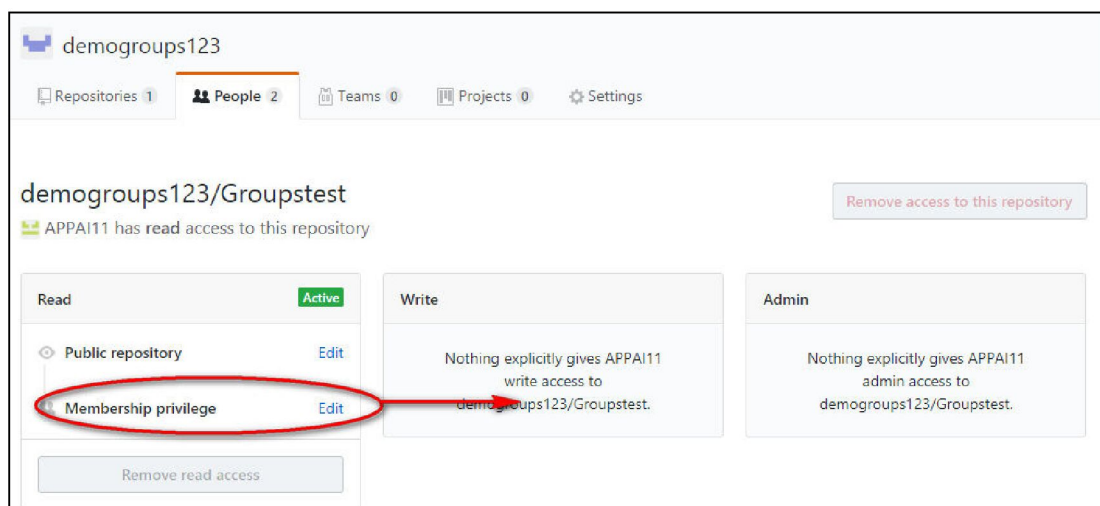 demogroups123
Repositories 1 People 2 Teams 0 Projects 0 Settings
demogroups123/Groupstest
Remove access to this repository
APPAI11 has read access to this repository
Read Active
Public repository Edit
Membership privilege Edit
Remove read access
Write
Nothing explicitly gives APPAI11
write access to
demogroups123/Groupstest.
Admin
Nothing explicitly gives APPAI11
admin access to
demogroups123/Groupstest.